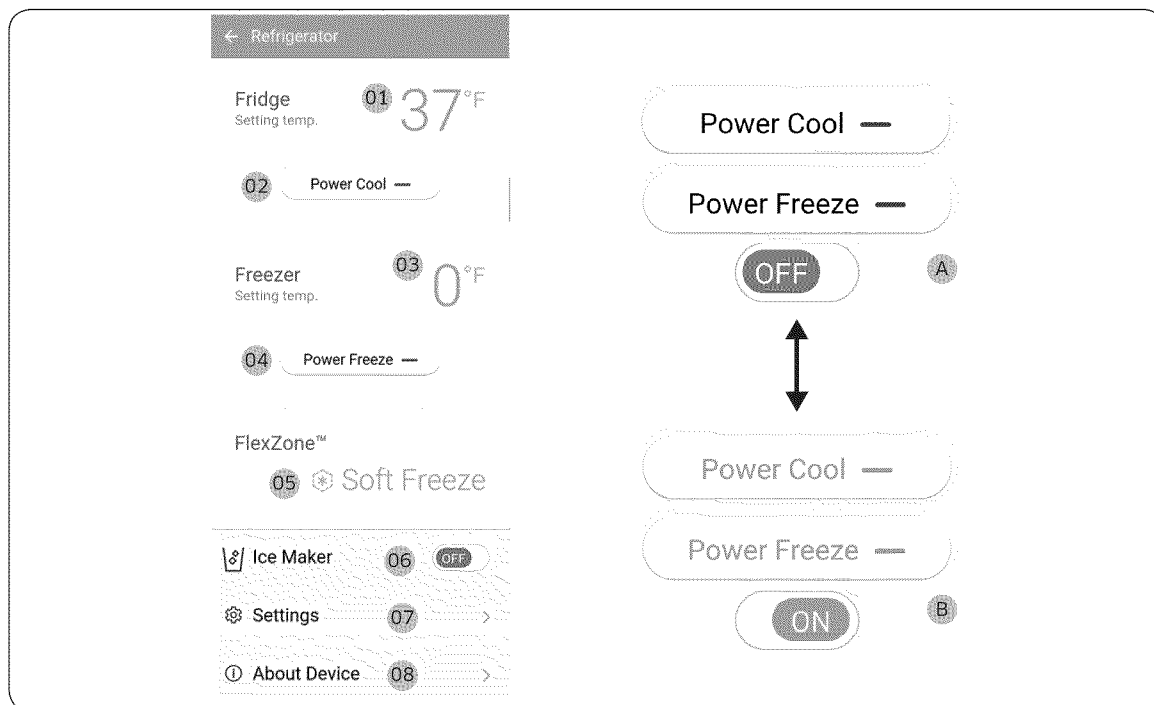 ← Refrigerator
Fridge 01 37°F
Setting temp.
02 Power Cool —
Freezer 03 0°F
Setting temp.
04 Power Freeze —
FlexZone™
05 Soft Freeze
Ice Maker 06 OFF
Settings 07 >
About Device 08 >
Power Cool —
Power Freeze —
OFF A
Power Cool —
Power Freeze —
ON B